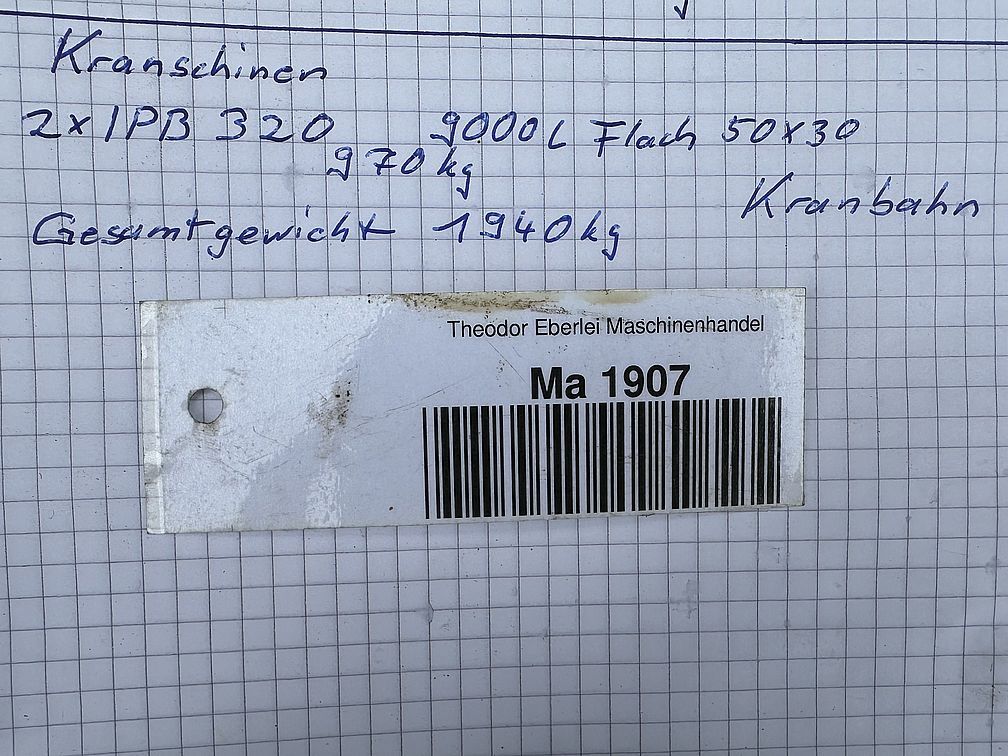 Kranschinen
2x IPB 320 9000L Flach 50x30
970kg
Kranbahn
Gesamtgewicht 1940kg
Theodor Eberlei Maschinenhandel
Ma 1907